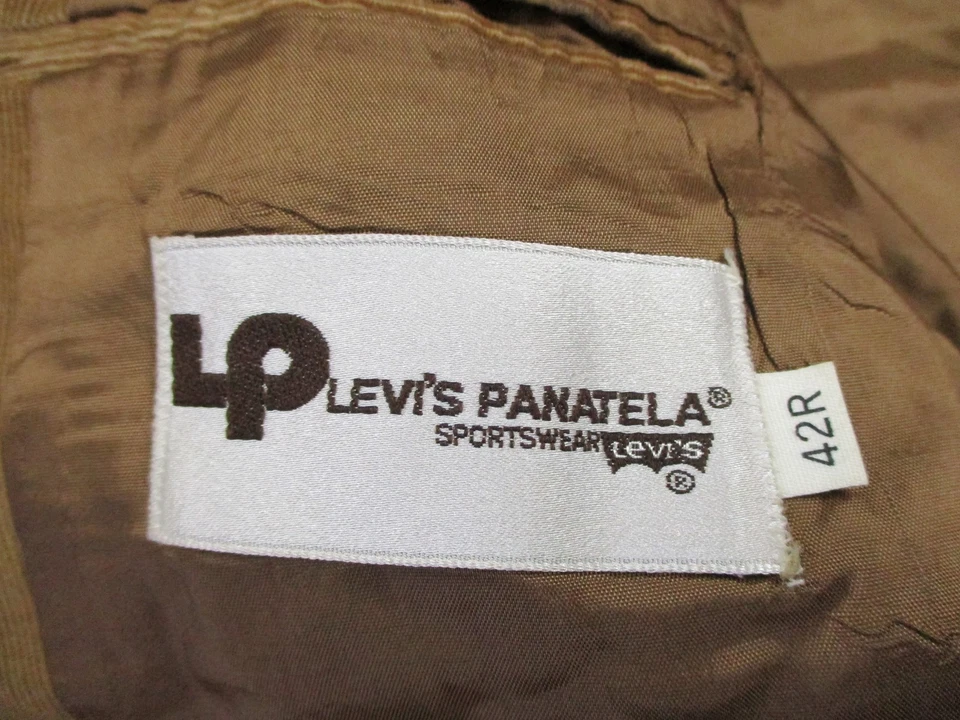 LP LEVI'S PANATELA®
SPORTSWEAR Levi's
®
42R